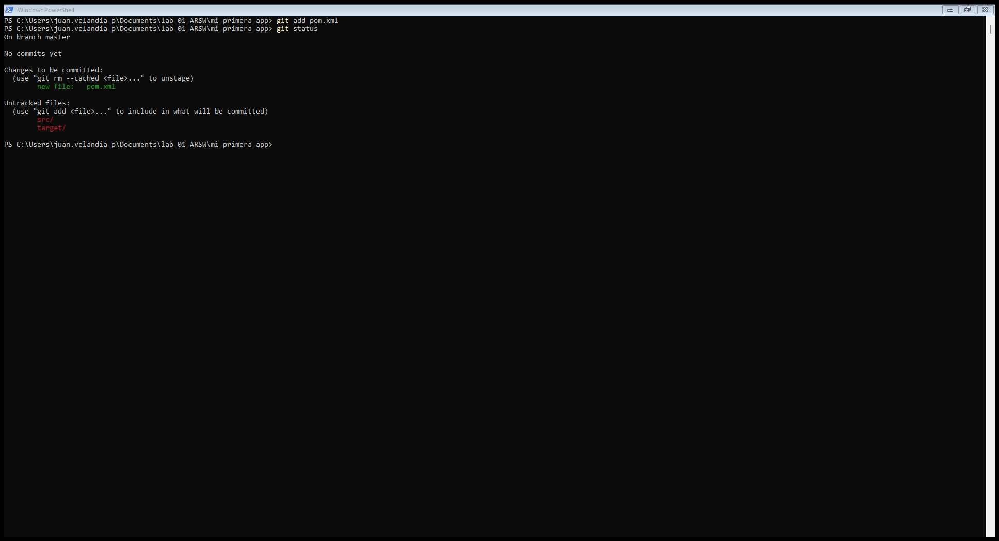 Windows PowerShell
PS C:\Users\juan.velandia-p\Documents\lab-01-ARSW\mi-primera-app> git add pom.xml
PS C:\Users\juan.velandia-p\Documents\lab-01-ARSW\mi-primera-app> git status
On branch master
No commits yet
Changes to be committed:
  (use "git rm --cached <file>..." to unstage)
        new file:   pom.xml
Untracked files:
  (use "git add <file>..." to include in what will be committed)
        src/
        target/
PS C:\Users\juan.velandia-p\Documents\lab-01-ARSW\mi-primera-app>